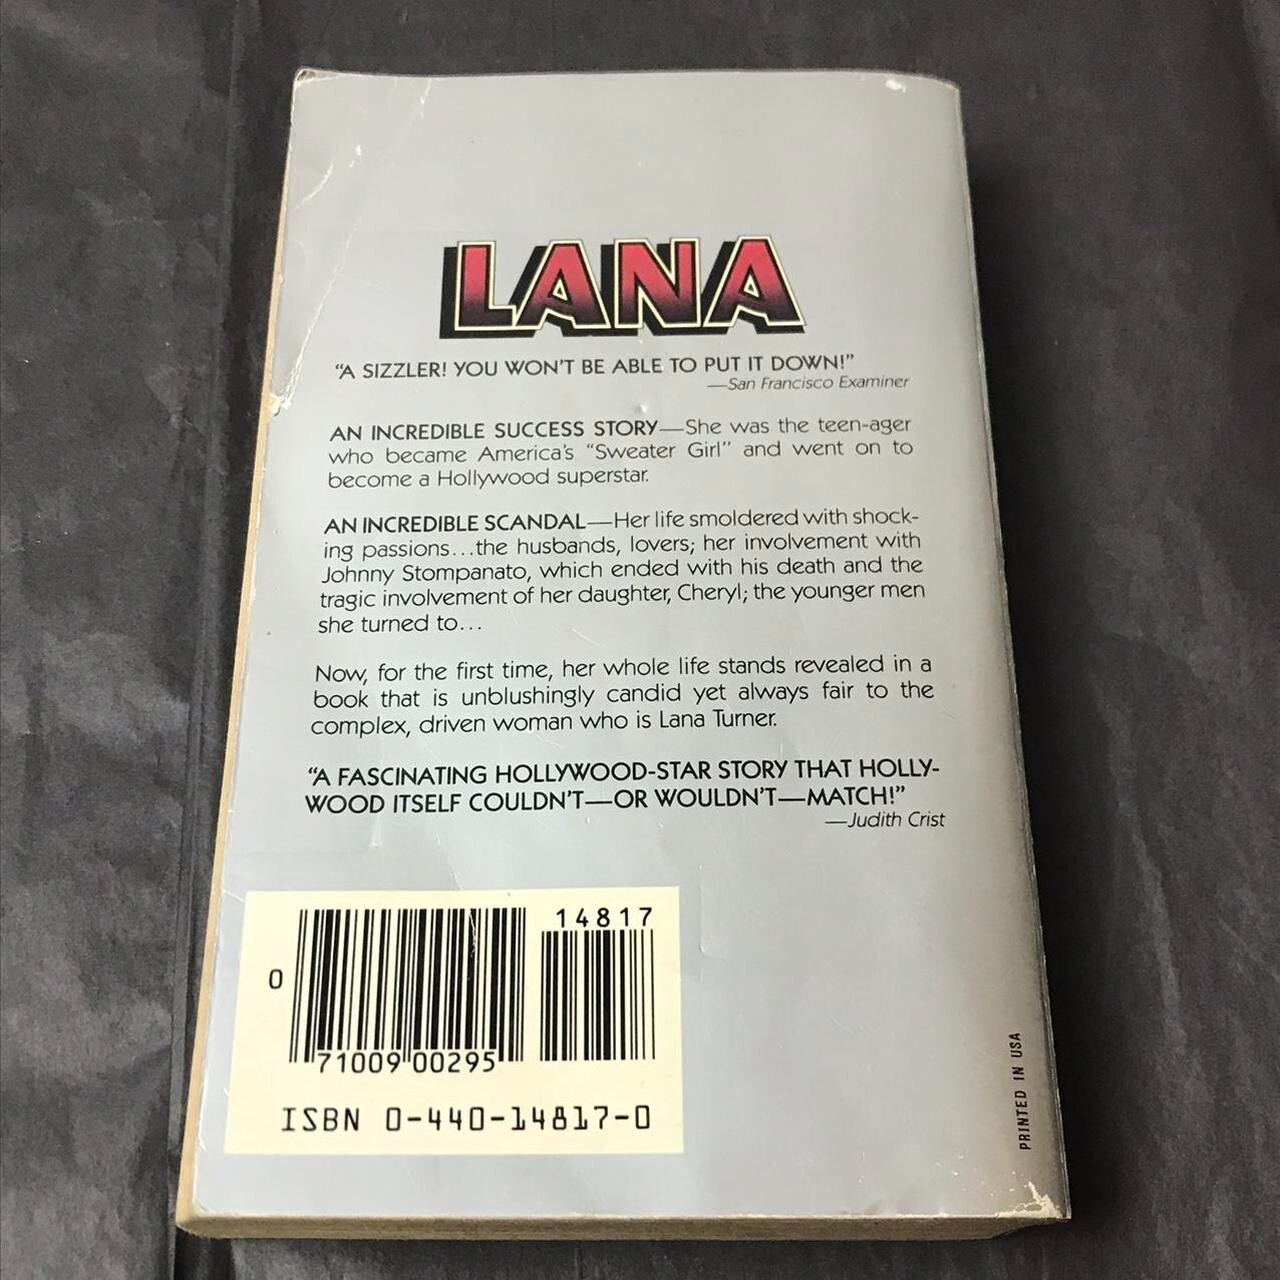 LANA
“A SIZZLER! YOU WON'T BE ABLE TO PUT IT DOWN!”
—San Francisco Examiner
AN INCREDIBLE SUCCESS STORY—She was the teen-ager
who became America's “Sweater Girl” and went on to
become a Hollywood superstar.
AN INCREDIBLE SCANDAL—Her life smoldered with shock-
ing passions...the husbands, lovers; her involvement with
Johnny Stompanato, which ended with his death and the
tragic involvement of her daughter, Cheryl; the younger men
she turned to...
Now, for the first time, her whole life stands revealed in a
book that is unblushingly candid yet always fair to the
complex, driven woman who is Lana Turner.
“A FASCINATING HOLLYWOOD-STAR STORY THAT HOLLY-
WOOD ITSELF COULDN'T—OR WOULDN'T—MATCH!”
—Judith Crist
14817
0
71009 00295
ISBN 0-440-14817-0
PRINTED IN USA